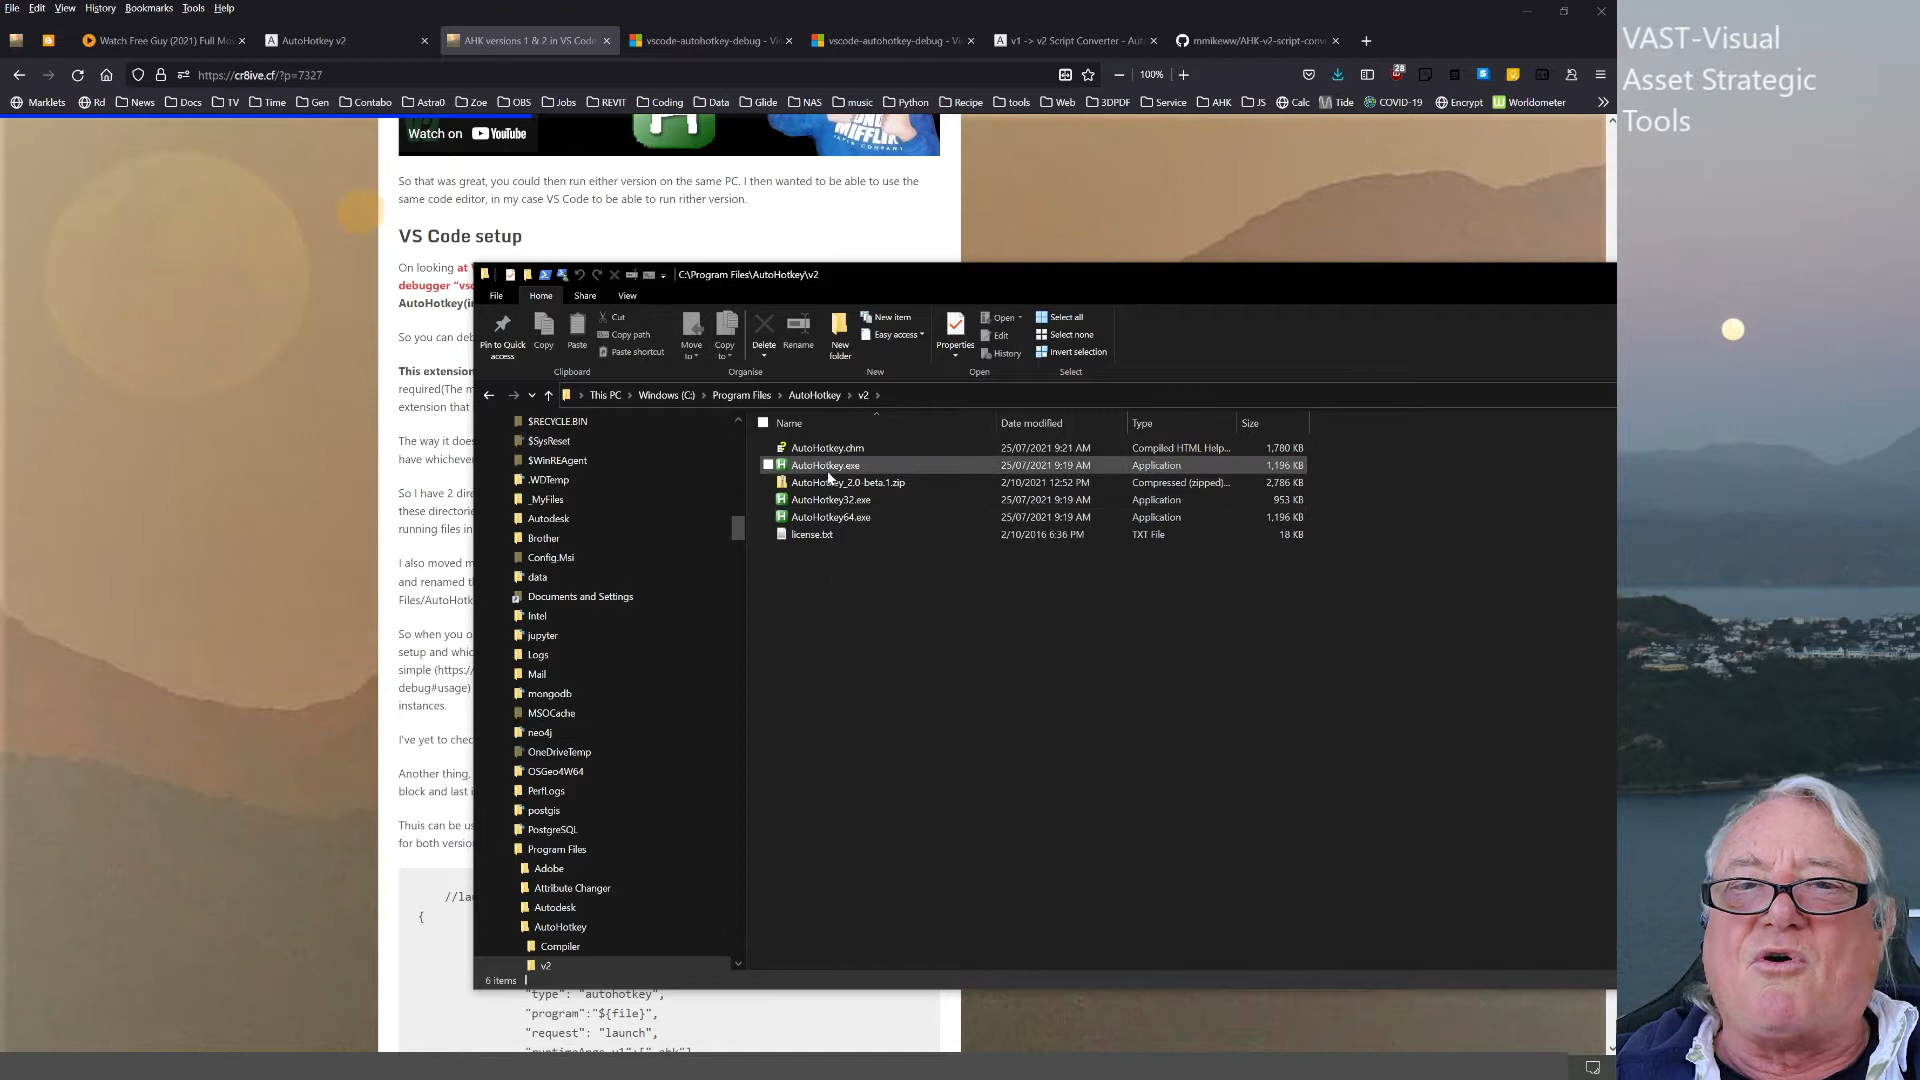 File Edit View History Bookmarks Tools Help
Watch Free Guy (2021) Full Mov × AutoHotkey v2 × AHK versions 1 & 2 in VS Code × vscode-autohotkey-debug - Vi × vscode-autohotkey-debug - Vi × v1 -> v2 Script Converter - Aut × mmikeww/AHK-v2-script-conv × +
https://cr8ive.cf/?p=7327 100% 28
Marklets Rd News Docs TV Time Gen Contabo Astra0 Zoe OBS Jobs REVIT Coding Data Glide NAS music Python Recipe tools Web 3DPDF Service AHK JS Calc Tide COVID-19 Encrypt Worldometer
VAST-Visual
Asset Strategic
Tools
Watch on YouTube
MIFFLIN
So that was great, you could then run either version on the same PC. I then wanted to be able to use the
same code editor, in my case VS Code to be able to run rither version.
VS Code setup
On looking at
debugger "vsc
AutoHotkey(in
So you can deb
This extension
required(The m
extension that
The way it does
have whichever
So I have 2 dire
these directorie
running files in
I also moved m
and renamed th
Files/AutoHotk
So when you o
setup and whic
simple (https://
debug#usage)
instances.
I've yet to chec
Another thing,
block and last i
Thuis can be us
for both version
//lau
{
"type": "autohotkey",
"program":"${file}",
"request": "launch",
C:\Program Files\AutoHotkey\v2
File Home Share View
Pin to Quick access Copy Paste Cut Copy path Paste shortcut Move to Copy to Delete Rename New folder New item Easy access Properties Open Edit History Select all Select none Invert selection
Clipboard Organise New Open Select
This PC > Windows (C:) > Program Files > AutoHotkey > v2 >
Name Date modified Type Size
AutoHotkey.chm 25/07/2021 9:21 AM Compiled HTML Help... 1,780 KB
AutoHotkey.exe 25/07/2021 9:19 AM Application 1,196 KB
AutoHotkey_2.0-beta.1.zip 2/10/2021 12:52 PM Compressed (zipped)... 2,786 KB
AutoHotkey32.exe 25/07/2021 9:19 AM Application 953 KB
AutoHotkey64.exe 25/07/2021 9:19 AM Application 1,196 KB
license.txt 2/10/2016 6:36 PM TXT File 18 KB
$RECYCLE.BIN
$SysReset
$WinREAgent
.WDTemp
_MyFiles
Autodesk
Brother
Config.Msi
data
Documents and Settings
Intel
jupyter
Logs
Mail
mongodb
MSOCache
neo4j
OneDriveTemp
OSGeo4W64
PerfLogs
postgis
PostgreSQL
Program Files
Adobe
Attribute Changer
Autodesk
AutoHotkey
Compiler
v2
6 items